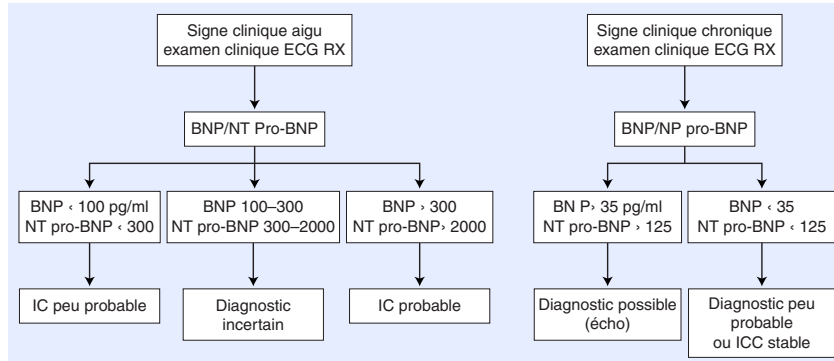 Signe clinique aigu
examen clinique ECG RX
BNP/NT Pro-BNP
BNP ‹ 100 pg/ml
NT pro-BNP ‹ 300
BNP 100–300
NT pro-BNP 300–2000
BNP › 300
NT pro-BNP› 2000
IC peu probable
Diagnostic
incertain
IC probable
Signe clinique chronique
examen clinique ECG RX
BNP/NP pro-BNP
BN P› 35 pg/ml
NT pro-BNP › 125
BNP ‹ 35
NT pro-BNP ‹ 125
Diagnostic possible
(écho)
Diagnostic peu
probable
ou ICC stable